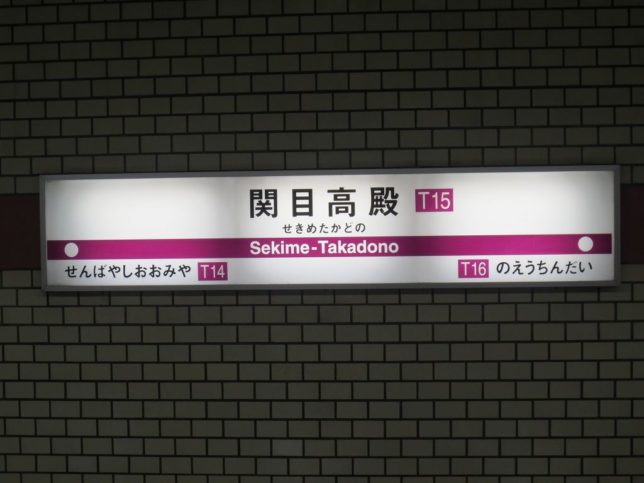 関目高殿 T15
せきめたかどの
Sekime-Takadono
せんばやしおおみや T14
T16 のえうちんだい